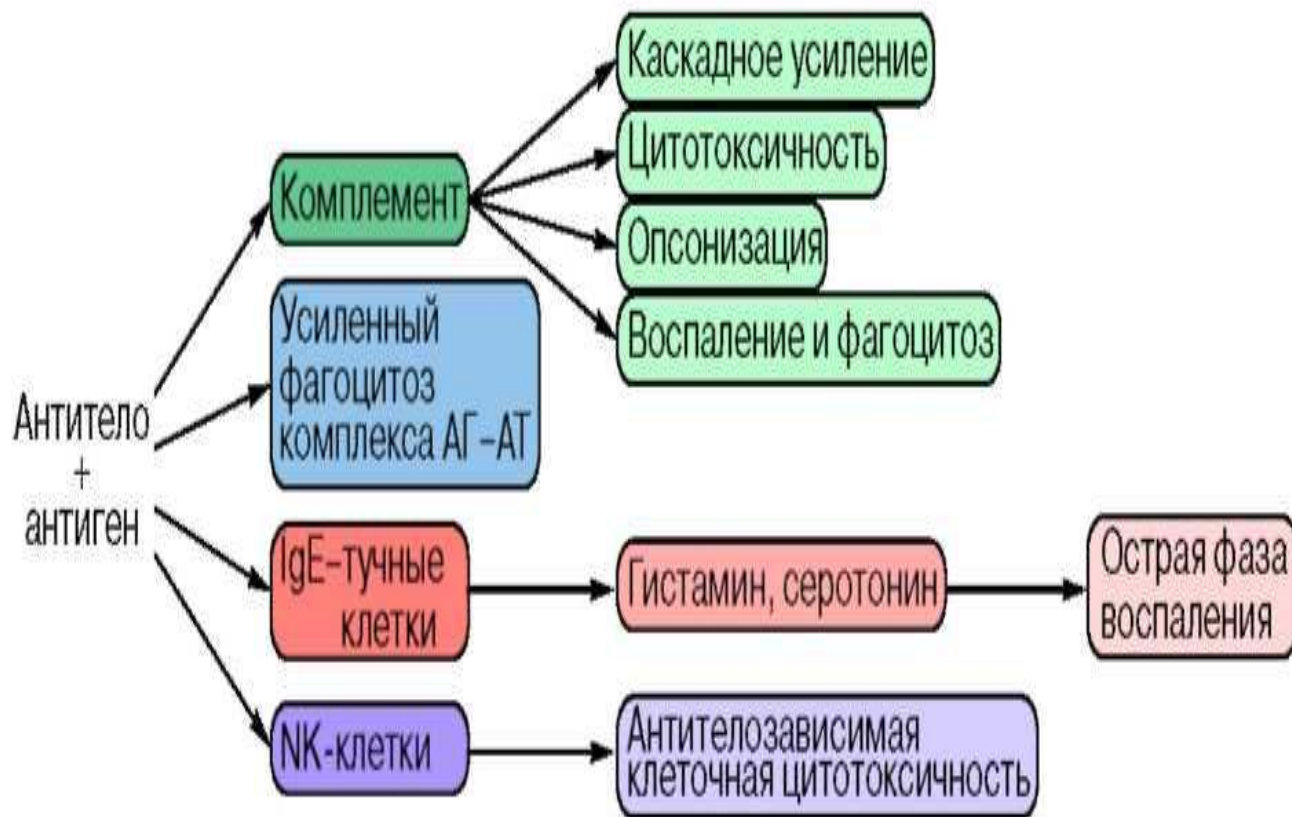 Антитело
+
антиген
Комплемент
Каскадное усиление
Цитотоксичность
Опсонизация
Воспаление и фагоцитоз
Усиленный
фагоцитоз
комплекса АГ–АТ
IgE–тучные
клетки
Гистамин, серотонин
Острая фаза
воспаления
NK-клетки
Антителозависимая
клеточная цитотоксичность